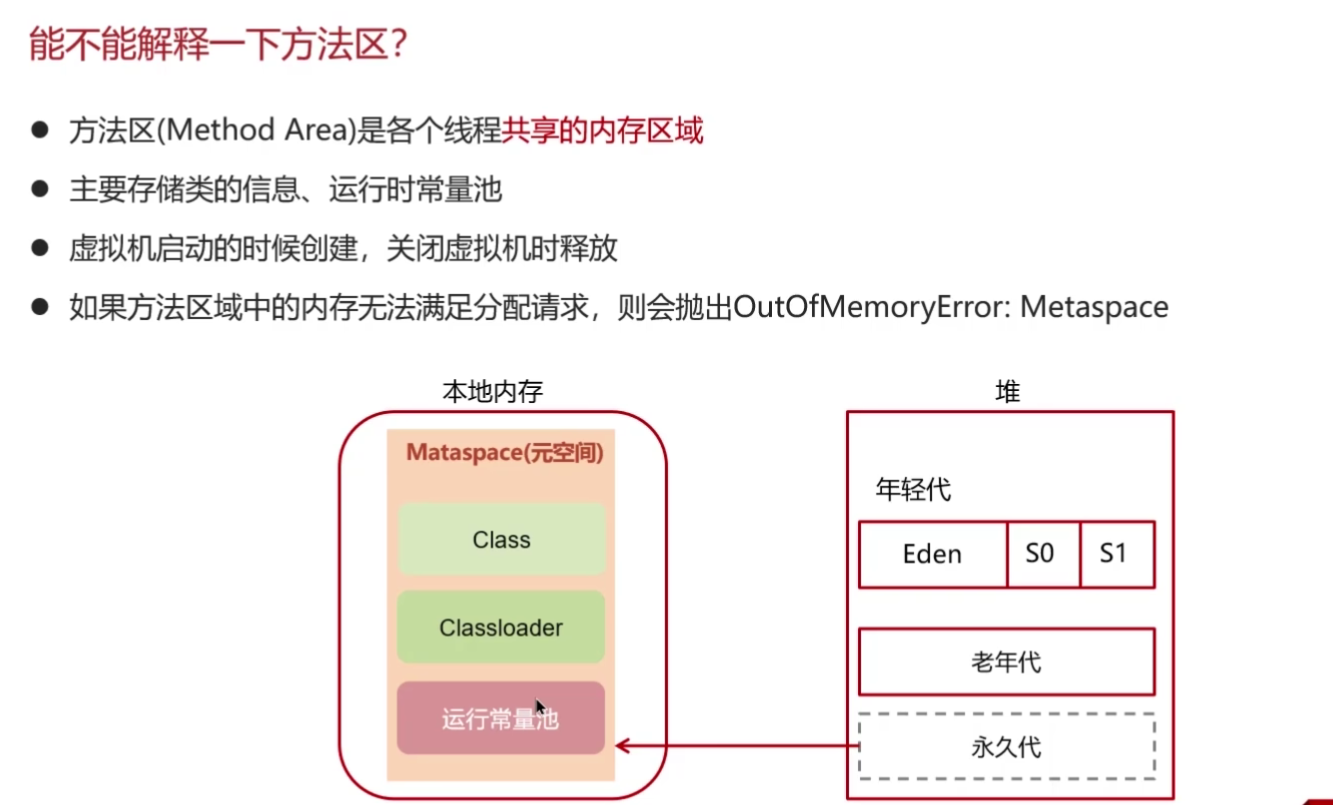 能不能解释一下方法区？
● 方法区(Method Area)是各个线程共享的内存区域
● 主要存储类的信息、运行时常量池
● 虚拟机启动的时候创建，关闭虚拟机时释放
● 如果方法区域中的内存无法满足分配请求，则会抛出OutOfMemoryError: Metaspace
本地内存
Mataspace(元空间)
Class
Classloader
运行常量池
堆
年轻代
Eden S0 S1
老年代
永久代